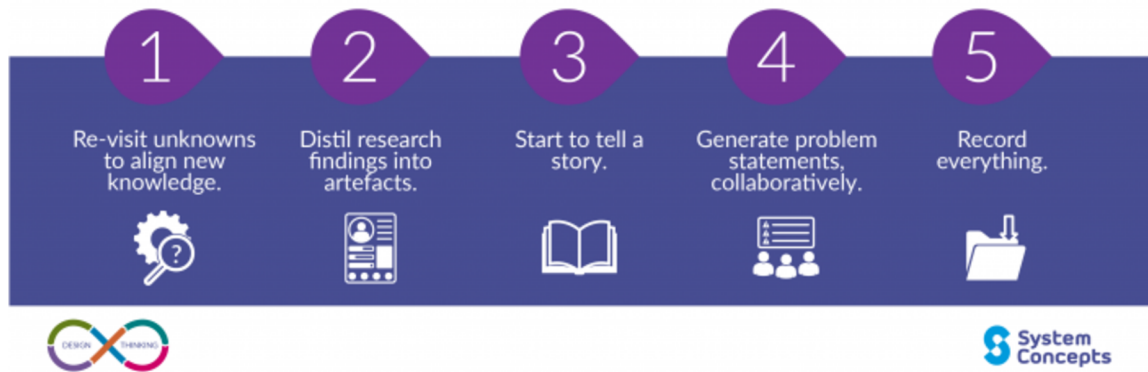 1
Re-visit unknowns
to align new
knowledge.
?
2
Distil research
findings into
artefacts.
3
Start to tell a
story.
4
Generate problem
statements,
collaboratively.
5
Record
everything.
DESIGN THINKING
System
Concepts